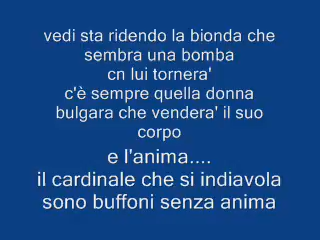 vedi sta ridendo la bionda che
sembra una bomba
cn lui tornera'
c'è sempre quella donna
bulgara che vendera' il suo
corpo
e l'anima....
il cardinale che si indiavola
sono buffoni senza anima